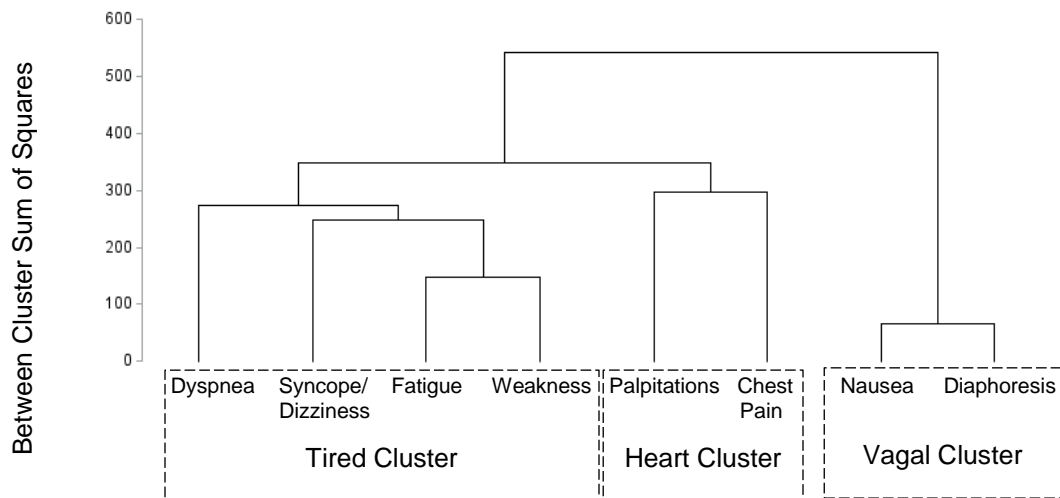 Between Cluster Sum of Squares
600
500
400
300
200
100
0
Dyspnea
Syncope/
Dizziness
Fatigue
Weakness
Palpitations
Chest
Pain
Nausea
Diaphoresis
Tired Cluster
Heart Cluster
Vagal Cluster